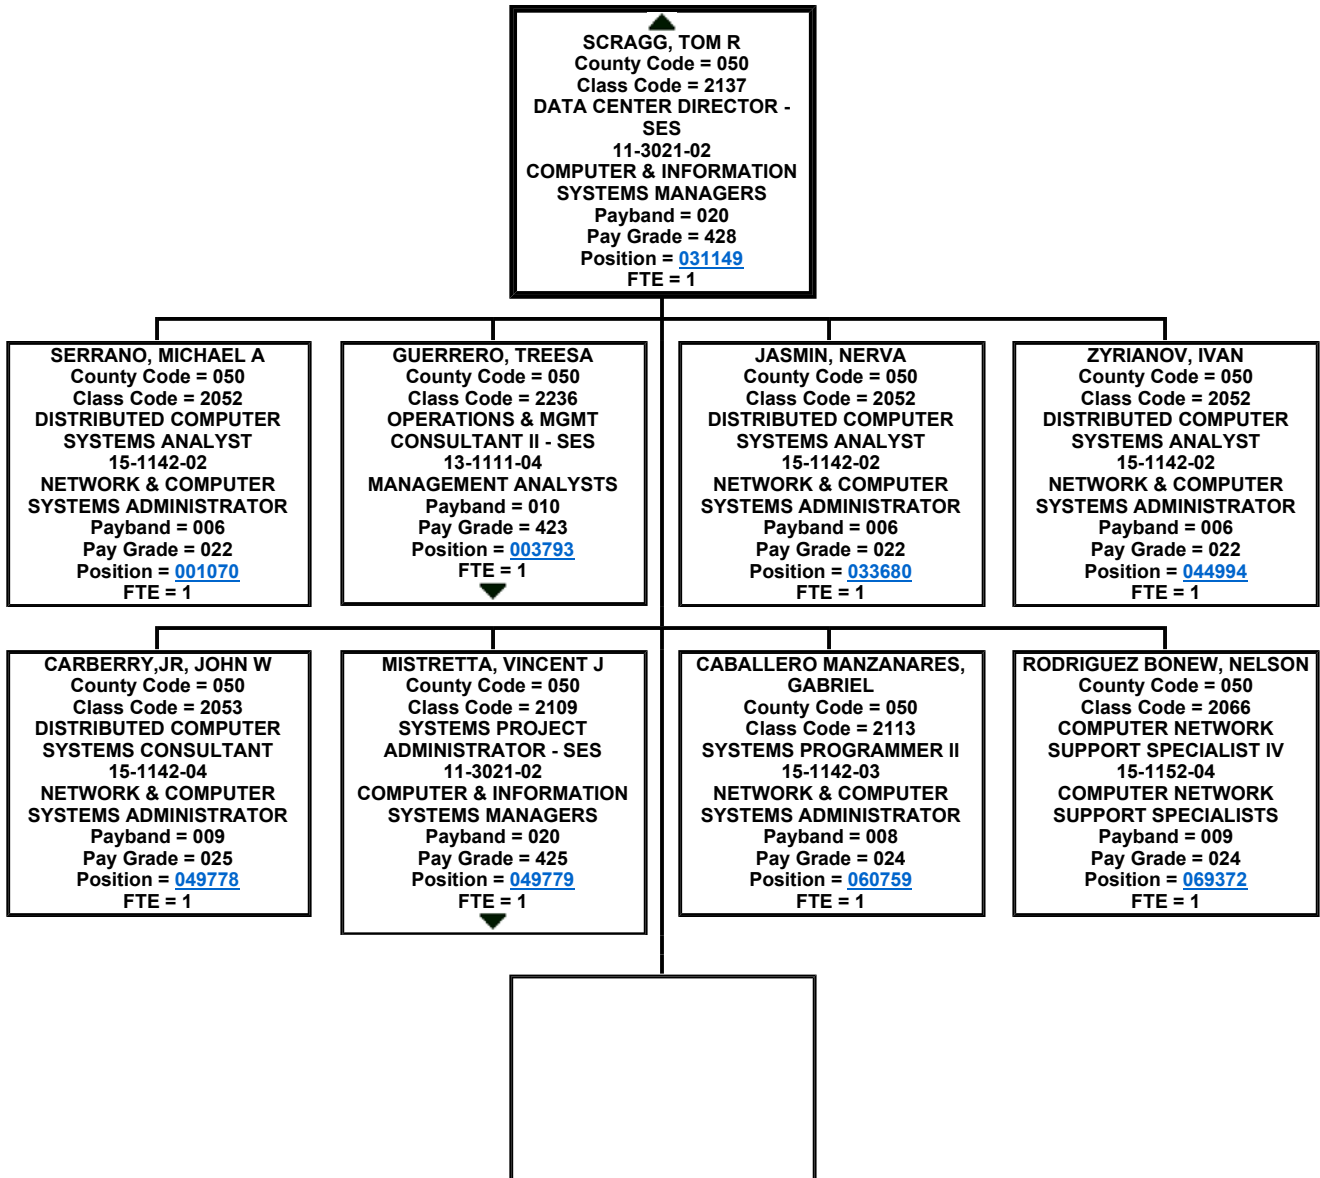 SCRAGG, TOM R
County Code = 050
Class Code = 2137
DATA CENTER DIRECTOR -
SES
11-3021-02
COMPUTER & INFORMATION
SYSTEMS MANAGERS
Payband = 020
Pay Grade = 428
Position = 031149
FTE = 1
SERRANO, MICHAEL A
County Code = 050
Class Code = 2052
DISTRIBUTED COMPUTER
SYSTEMS ANALYST
15-1142-02
NETWORK & COMPUTER
SYSTEMS ADMINISTRATOR
Payband = 006
Pay Grade = 022
Position = 001070
FTE = 1
GUERRERO, TREESA
County Code = 050
Class Code = 2236
OPERATIONS & MGMT
CONSULTANT II - SES
13-1111-04
MANAGEMENT ANALYSTS
Payband = 010
Pay Grade = 423
Position = 003793
FTE = 1
JASMIN, NERVA
County Code = 050
Class Code = 2052
DISTRIBUTED COMPUTER
SYSTEMS ANALYST
15-1142-02
NETWORK & COMPUTER
SYSTEMS ADMINISTRATOR
Payband = 006
Pay Grade = 022
Position = 033680
FTE = 1
ZYRIANOV, IVAN
County Code = 050
Class Code = 2052
DISTRIBUTED COMPUTER
SYSTEMS ANALYST
15-1142-02
NETWORK & COMPUTER
SYSTEMS ADMINISTRATOR
Payband = 006
Pay Grade = 022
Position = 044994
FTE = 1
CARBERRY,JR, JOHN W
County Code = 050
Class Code = 2053
DISTRIBUTED COMPUTER
SYSTEMS CONSULTANT
15-1142-04
NETWORK & COMPUTER
SYSTEMS ADMINISTRATOR
Payband = 009
Pay Grade = 025
Position = 049778
FTE = 1
MISTRETTA, VINCENT J
County Code = 050
Class Code = 2109
SYSTEMS PROJECT
ADMINISTRATOR - SES
11-3021-02
COMPUTER & INFORMATION
SYSTEMS MANAGERS
Payband = 020
Pay Grade = 425
Position = 049779
FTE = 1
CABALLERO MANZANARES,
GABRIEL
County Code = 050
Class Code = 2113
SYSTEMS PROGRAMMER II
15-1142-03
NETWORK & COMPUTER
SYSTEMS ADMINISTRATOR
Payband = 008
Pay Grade = 024
Position = 060759
FTE = 1
RODRIGUEZ BONEW, NELSON
County Code = 050
Class Code = 2066
COMPUTER NETWORK
SUPPORT SPECIALIST IV
15-1152-04
COMPUTER NETWORK
SUPPORT SPECIALISTS
Payband = 009
Pay Grade = 024
Position = 069372
FTE = 1